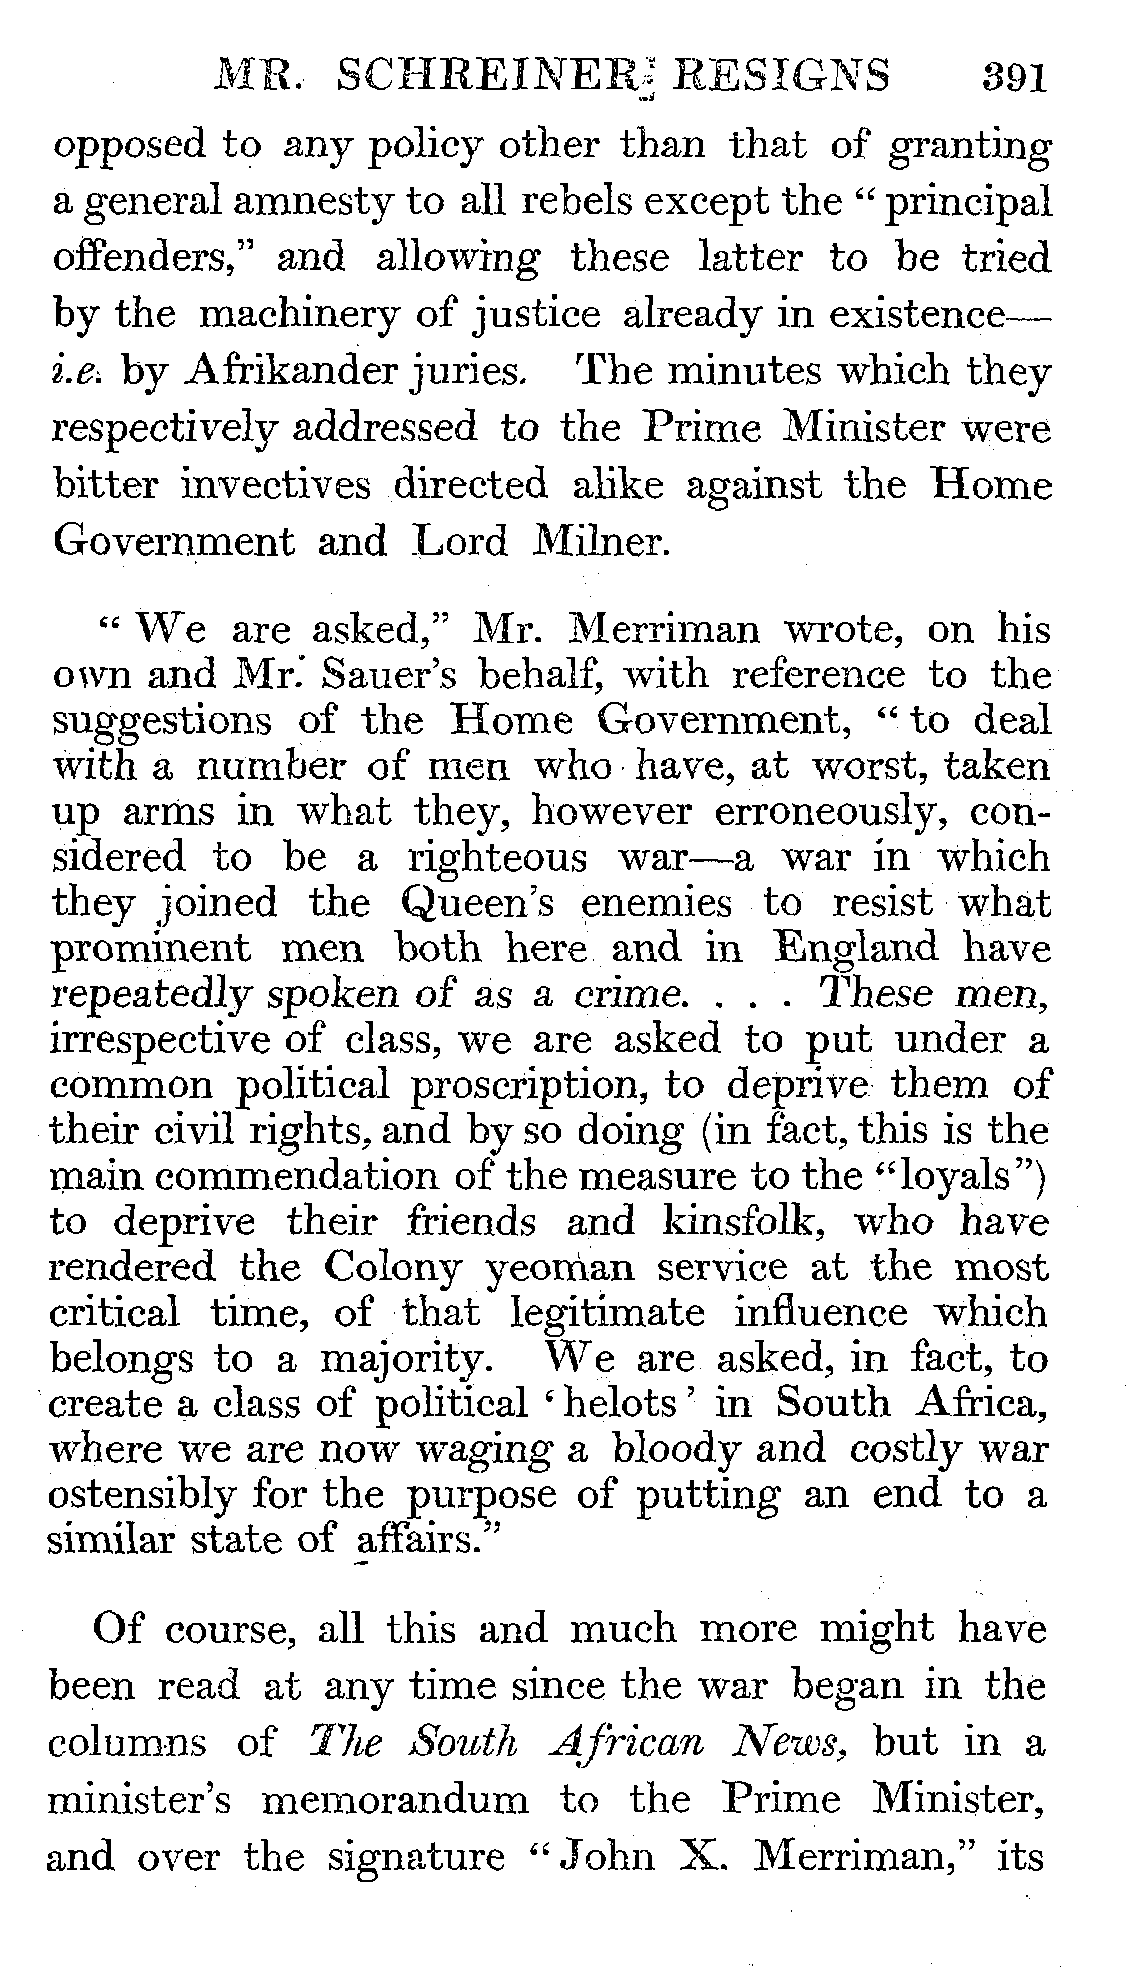 MR. SCHREINER RESIGNS 391
opposed to any policy other than that of granting
a general amnesty to all rebels except the “ principal
offenders,” and allowing these latter to be tried
by the machinery of justice already in existence—
i.e. by Afrikander juries. The minutes which they
respectively addressed to the Prime Minister were
bitter invectives directed alike against the Home
Government and Lord Milner.
“ We are asked,” Mr. Merriman wrote, on his
own and Mr. Sauer’s behalf, with reference to the
suggestions of the Home Government, “ to deal
with a number of men who have, at worst, taken
up arms in what they, however erroneously, con-
sidered to be a righteous war—a war in which
they joined the Queen’s enemies to resist what
prominent men both here and in England have
repeatedly spoken of as a crime. . . . These men,
irrespective of class, we are asked to put under a
common political proscription, to deprive them of
their civil rights, and by so doing (in fact, this is the
main commendation of the measure to the “loyals”)
to deprive their friends and kinsfolk, who have
rendered the Colony yeoman service at the most
critical time, of that legitimate influence which
belongs to a majority. We are asked, in fact, to
create a class of political ‘ helots ’ in South Africa,
where we are now waging a bloody and costly war
ostensibly for the purpose of putting an end to a
similar state of affairs.”
Of course, all this and much more might have
been read at any time since the war began in the
columns of The South African News, but in a
minister’s memorandum to the Prime Minister,
and over the signature “ John X. Merriman,” its